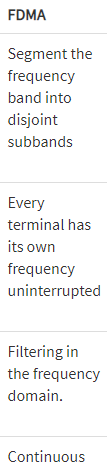 FDMA
Segment the
frequency
band into
disjoint
subbands
Every
terminal has
its own
frequency
uninterrupted
Filtering in
the frequency
domain.
Continuous